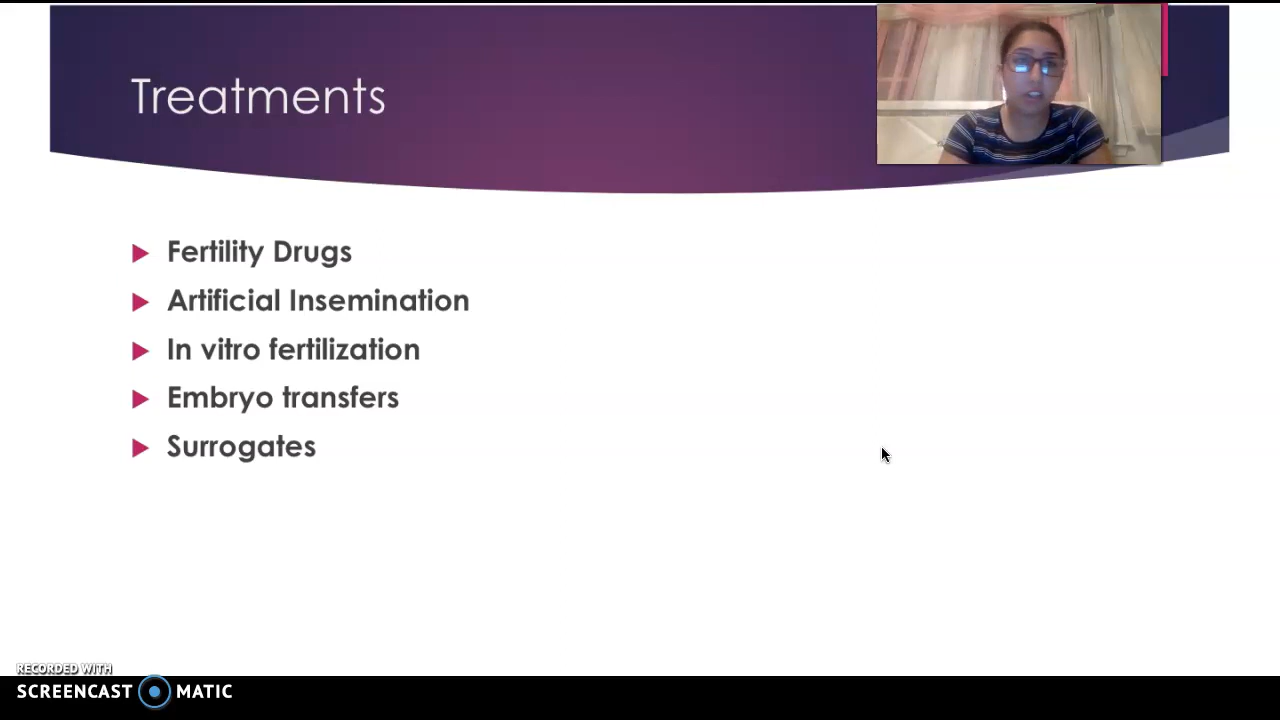 Treatments
Fertility Drugs
Artificial Insemination
In vitro fertilization
Embryo transfers
Surrogates
RECORDED WITH
SCREENCAST MATIC